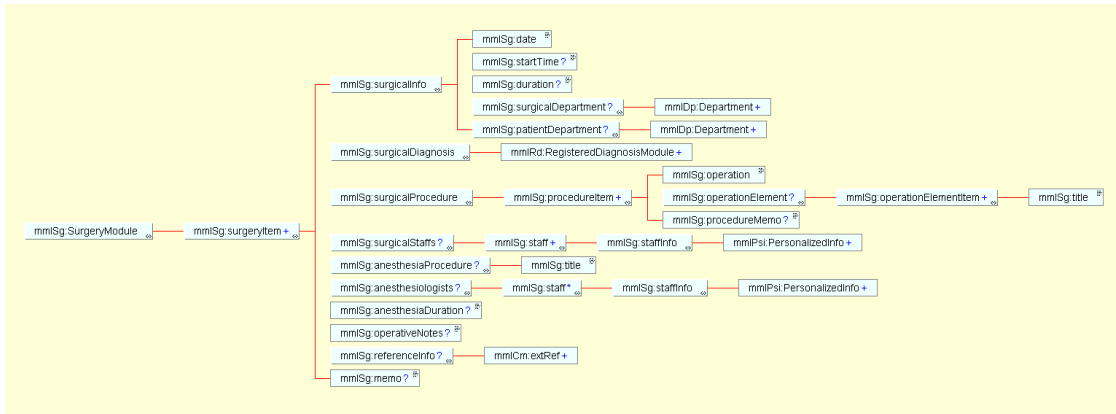 mmlSg:date
mmlSg:startTime?
mmlSg:surgicalInfo
mmlSg:duration?
mmlSg:surgicalDepartment? mmlDp:Department+
mmlSg:patientDepartment? mmlDp:Department+
mmlSg:surgicalDiagnosis mmlRd:RegisteredDiagnosisModule+
mmlSg:operation
mmlSg:surgicalProcedure mmlSg:procedureItem+ mmlSg:operationElement? mmlSg:operationElementItem+ mmlSg:title
mmlSg:procedureMemo?
mmlSg:SurgeryModule mmlSg:surgeryItem+
mmlSg:surgicalStaffs? mmlSg:staff+ mmlSg:staffInfo mmlPsi:PersonalizedInfo+
mmlSg:anesthesiaProcedure? mmlSg:title
mmlSg:anesthesiologists? mmlSg:staff* mmlSg:staffInfo mmlPsi:PersonalizedInfo+
mmlSg:anesthesiaDuration?
mmlSg:operativeNotes?
mmlSg:referenceInfo? mmlCm:extRef+
mmlSg:memo?